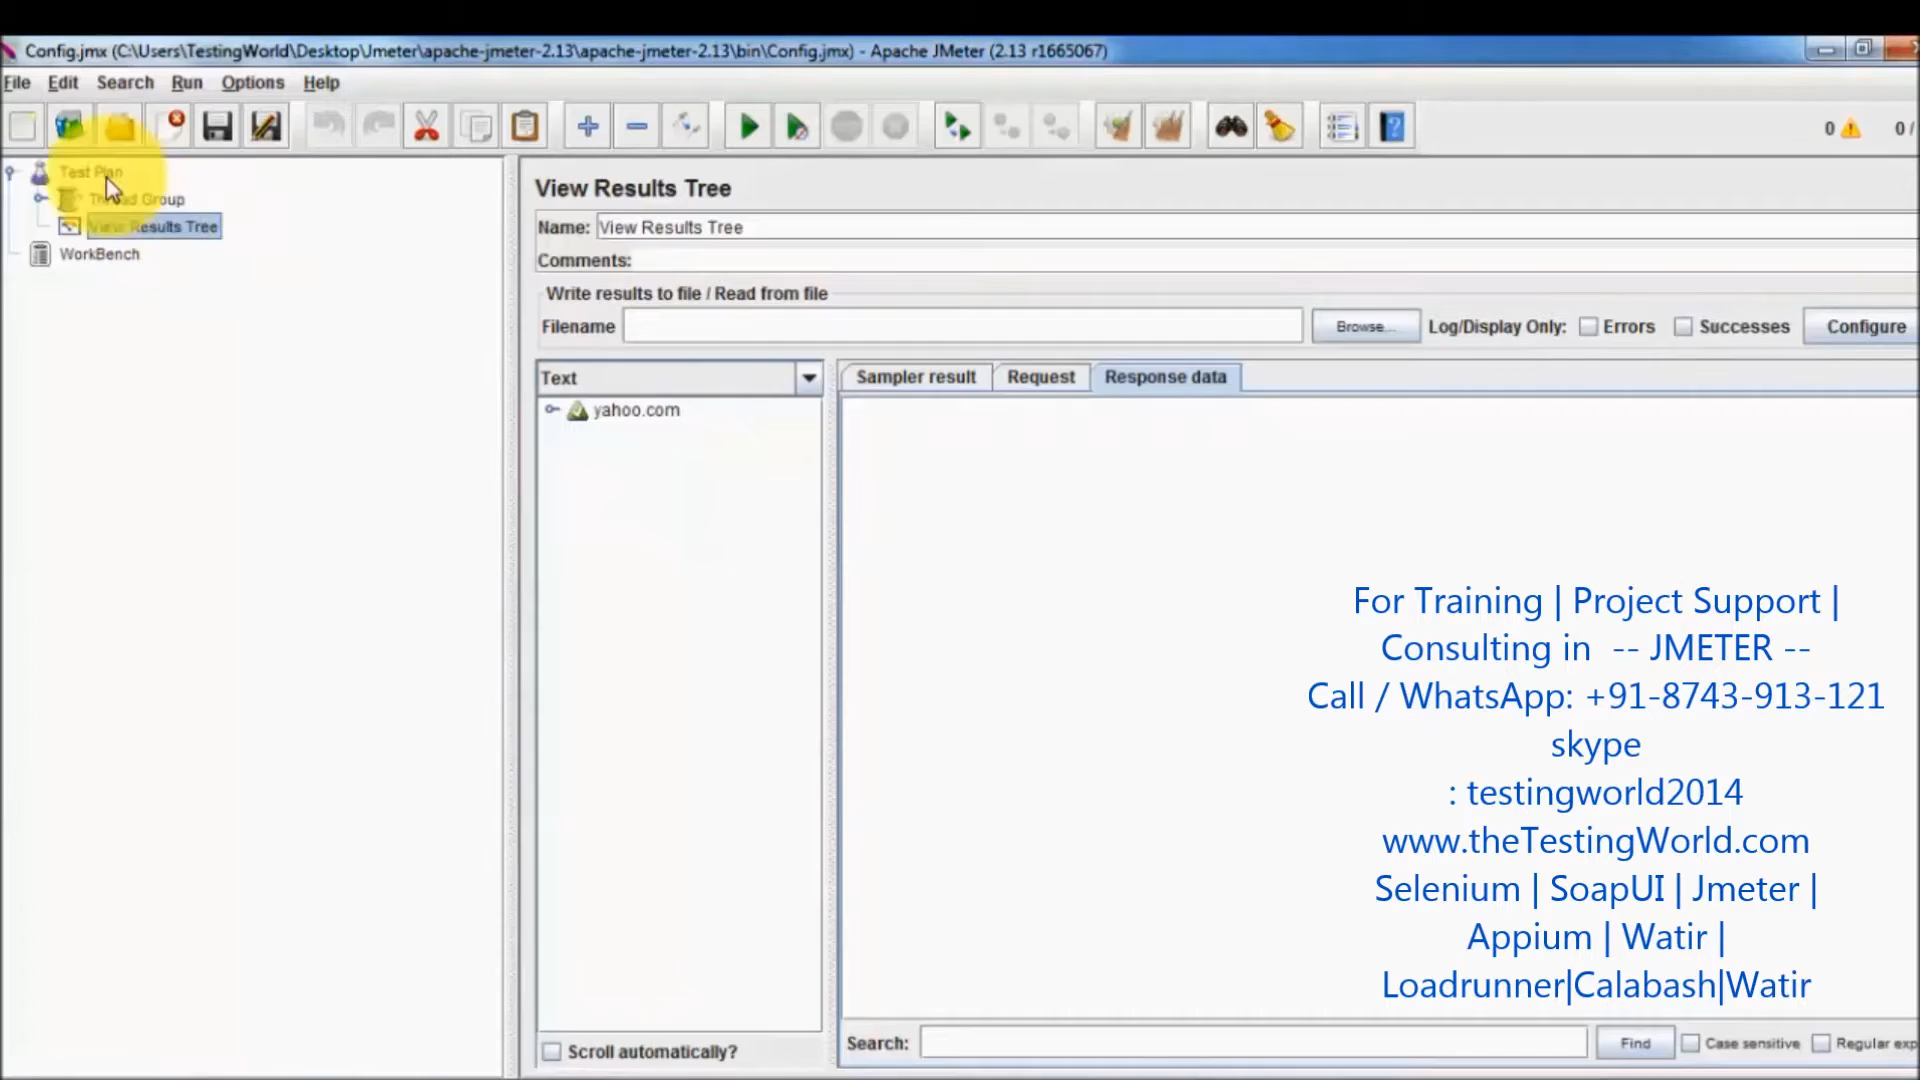 Config.jmx (C:\Users\TestingWorld\Desktop\Jmeter\apache-jmeter-2.13\apache-jmeter-2.13\bin\Config.jmx) - Apache JMeter (2.13 r1665067)
File Edit Search Run Options Help
0 0 /
Test Plan
Thread Group
View Results Tree
WorkBench
View Results Tree
Name: View Results Tree
Comments:
Write results to file / Read from file
Filename Browse... Log/Display Only: Errors Successes Configure
Text
Sampler result Request Response data
yahoo.com
For Training | Project Support |
Consulting in -- JMETER --
Call / WhatsApp: +91-8743-913-121
skype
: testingworld2014
www.theTestingWorld.com
Selenium | SoapUI | Jmeter |
Appium | Watir |
Loadrunner|Calabash|Watir
Scroll automatically?
Search: Find Case sensitive Regular exp